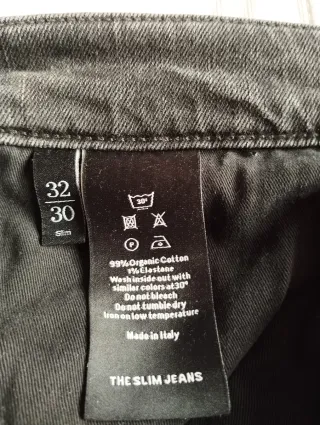 32
30
Slim
30°
P
99% Organic Cotton
1% Elastane
Wash inside out with
similar colors at 30°
Do not bleach
Do not tumble dry
Iron on low temperature
Made in Italy
THE SLIM JEANS